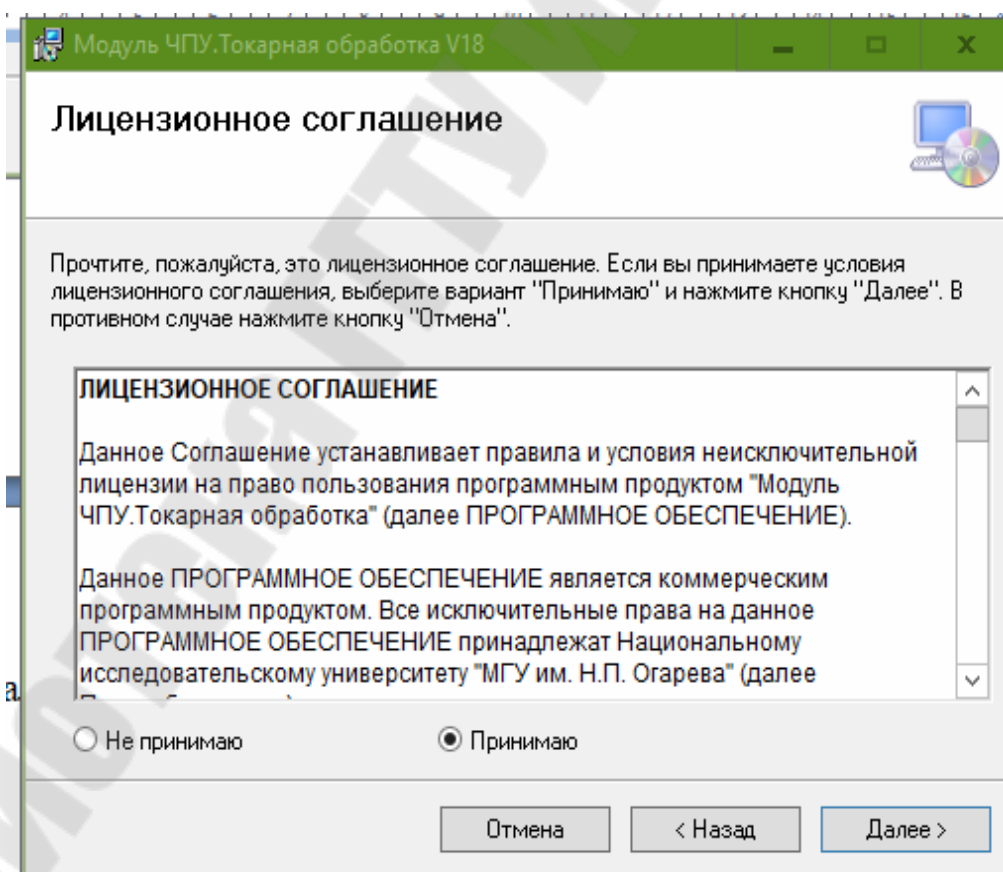 Модуль ЧПУ.Токарная обработка V18
Лицензионное соглашение
Прочтите, пожалуйста, это лицензионное соглашение. Если вы принимаете условия
лицензионного соглашения, выберите вариант "Принимаю" и нажмите кнопку "Далее". В
противном случае нажмите кнопку "Отмена".
ЛИЦЕНЗИОННОЕ СОГЛАШЕНИЕ
Данное Соглашение устанавливает правила и условия неисключительной
лицензии на право пользования программным продуктом "Модуль
ЧПУ.Токарная обработка" (далее ПРОГРАММНОЕ ОБЕСПЕЧЕНИЕ).
Данное ПРОГРАММНОЕ ОБЕСПЕЧЕНИЕ является коммерческим
программным продуктом. Все исключительные права на данное
ПРОГРАММНОЕ ОБЕСПЕЧЕНИЕ принадлежат Национальному
исследовательскому университету "МГУ им. Н.П. Огарева" (далее
Не принимаю
Принимаю
Отмена
< Назад
Далее >